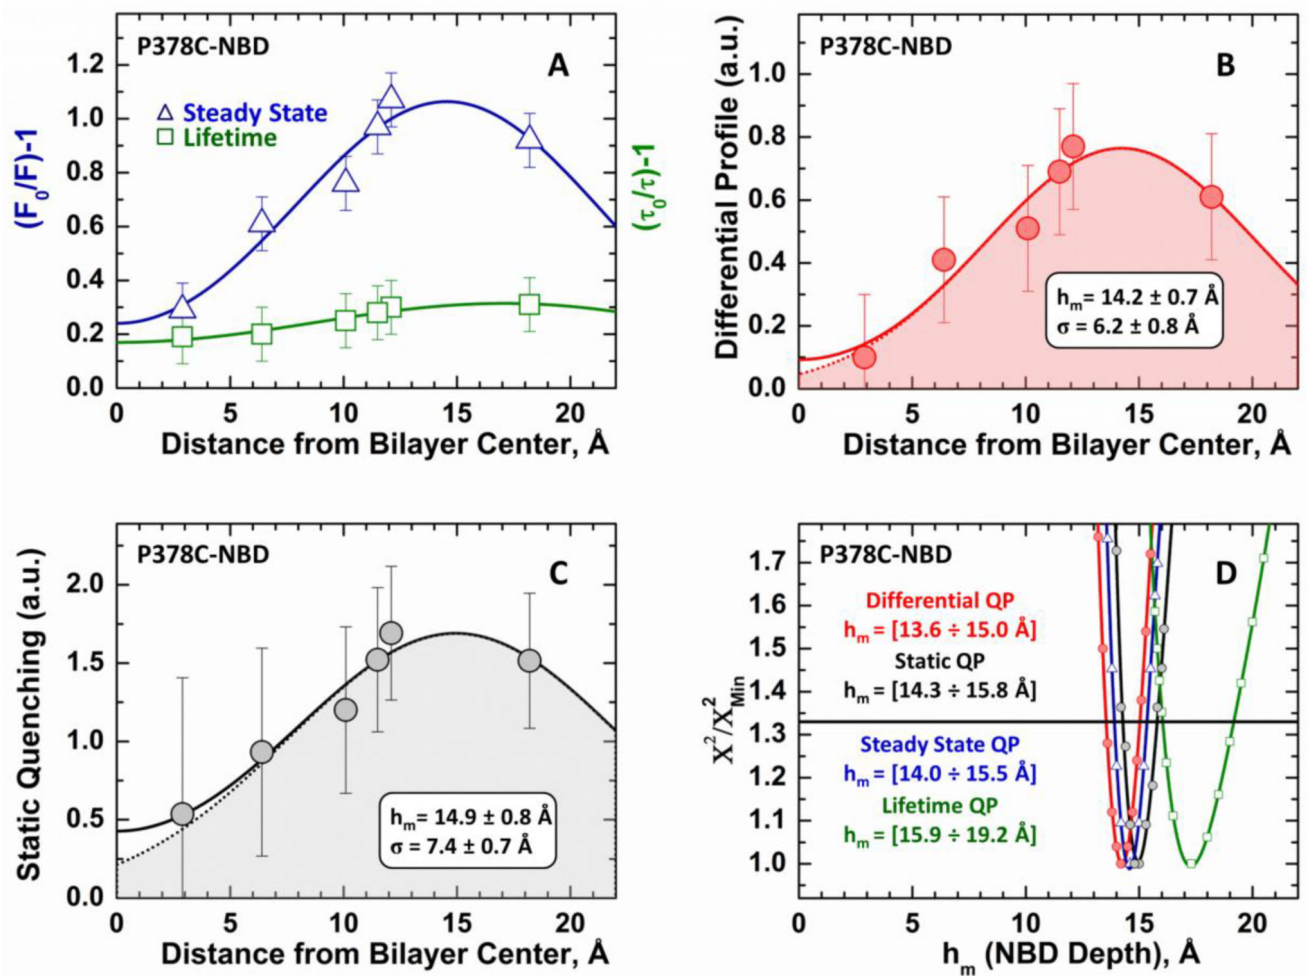 P378C-NBD
A
Steady State
Lifetime
(F₀/F)-1
(τ₀/τ)-1
1.2
1.0
0.8
0.6
0.4
0.2
0.0
0 5 10 15 20
Distance from Bilayer Center, Å
P378C-NBD
B
Differential Profile (a.u.)
1.0
0.8
0.6
0.4
0.2
0.0
hₘ = 14.2 ± 0.7 Å
σ = 6.2 ± 0.8 Å
0 5 10 15 20
Distance from Bilayer Center, Å
P378C-NBD
C
Static Quenching (a.u.)
2.0
1.5
1.0
0.5
0.0
hₘ = 14.9 ± 0.8 Å
σ = 7.4 ± 0.7 Å
0 5 10 15 20
Distance from Bilayer Center, Å
P378C-NBD
D
X²/X²Min
1.7
1.6
1.5
1.4
1.3
1.2
1.1
1.0
Differential QP
hₘ = [13.6 ÷ 15.0 Å]
Static QP
hₘ = [14.3 ÷ 15.8 Å]
Steady State QP
hₘ = [14.0 ÷ 15.5 Å]
Lifetime QP
hₘ = [15.9 ÷ 19.2 Å]
0 5 10 15 20
hₘ (NBD Depth), Å